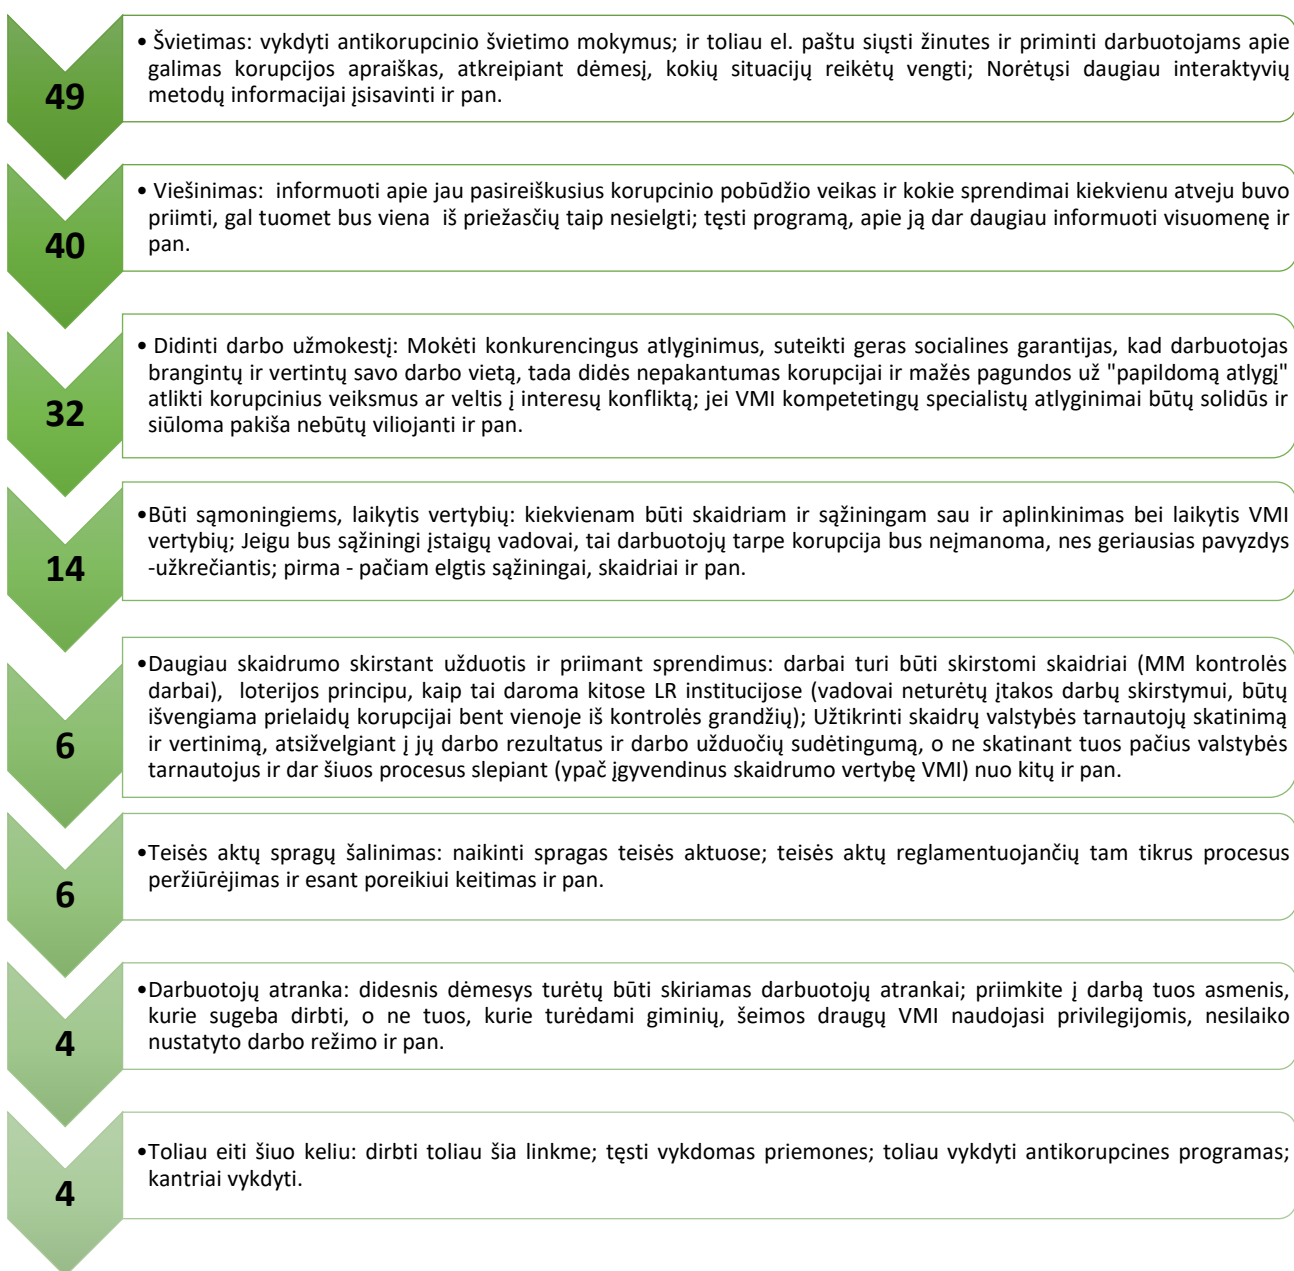 49
• Švietimas: vykdyti antikorupcinio švietimo mokymus; ir toliau el. paštu siųsti žinutes ir priminti darbuotojams apie
galimas korupcijos apraiškas, atkreipiant dėmesį, kokių situacijų reikėtų vengti; Norėtųsi daugiau interaktyvių
metodų informacijai įsisavinti ir pan.
40
• Viešinimas: informuoti apie jau pasireiškusius korupcinio pobūdžio veikas ir kokie sprendimai kiekvienu atveju buvo
priimti, gal tuomet bus viena iš priežasčių taip nesielgti; tęsti programą, apie ją dar daugiau informuoti visuomenę ir
pan.
32
• Didinti darbo užmokestį: Mokėti konkurencingus atlyginimus, suteikti geras socialines garantijas, kad darbuotojas
brangintų ir vertintų savo darbo vietą, tada didės nepakantumas korupcijai ir mažės pagundos už "papildomą atlygį"
atlikti korupcinius veiksmus ar veltis į interesų konfliktą; jei VMI kompetetingų specialistų atlyginimai būtų solidūs ir
siūloma pakiša nebūtų viliojanti ir pan.
14
•Būti sąmoningiems, laikytis vertybių: kiekvienam būti skaidriam ir sąžiningam sau ir aplinkinimas bei laikytis VMI
vertybių; Jeigu bus sąžiningi įstaigų vadovai, tai darbuotojų tarpe korupcija bus neįmanoma, nes geriausias pavyzdys
-užkrečiantis; pirma - pačiam elgtis sąžiningai, skaidriai ir pan.
6
•Daugiau skaidrumo skirstant užduotis ir priimant sprendimus: darbai turi būti skirstomi skaidriai (MM kontrolės
darbai), loterijos principu, kaip tai daroma kitose LR institucijose (vadovai neturėtų įtakos darbų skirstymui, būtų
išvengiama prielaidų korupcijai bent vienoje iš kontrolės grandžių); Užtikrinti skaidrų valstybės tarnautojų skatinimą
ir vertinimą, atsižvelgiant į jų darbo rezultatus ir darbo užduočių sudėtingumą, o ne skatinant tuos pačius valstybės
tarnautojus ir dar šiuos procesus slepiant (ypač įgyvendinus skaidrumo vertybę VMI) nuo kitų ir pan.
6
•Teisės aktų spragų šalinimas: naikinti spragas teisės aktuose; teisės aktų reglamentuojančių tam tikrus procesus
peržiūrėjimas ir esant poreikiui keitimas ir pan.
4
•Darbuotojų atranka: didesnis dėmesys turėtų būti skiriamas darbuotojų atrankai; priimkite į darbą tuos asmenis,
kurie sugeba dirbti, o ne tuos, kurie turėdami giminių, šeimos draugų VMI naudojasi privilegijomis, nesilaiko
nustatyto darbo režimo ir pan.
4
•Toliau eiti šiuo keliu: dirbti toliau šia linkme; tęsti vykdomas priemones; toliau vykdyti antikorupcines programas;
kantriai vykdyti.